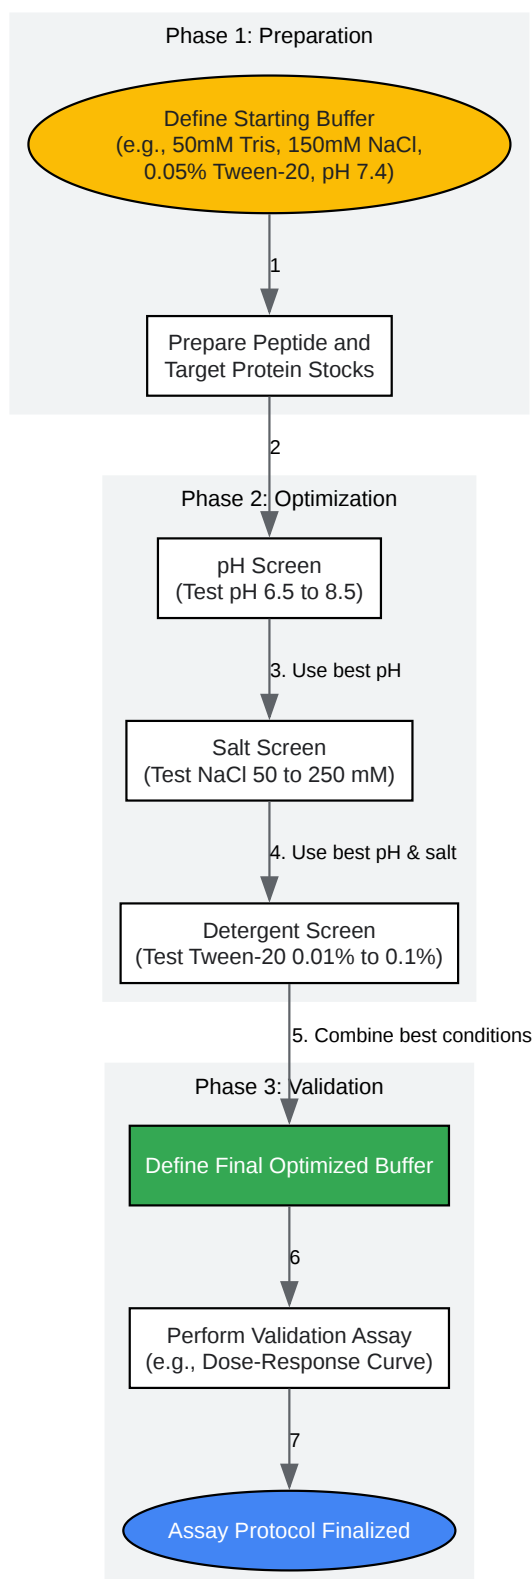 Phase 1: Preparation
Define Starting Buffer
(e.g., 50mM Tris, 150mM NaCl,
0.05% Tween-20, pH 7.4)
1
Prepare Peptide and
Target Protein Stocks
2
Phase 2: Optimization
pH Screen
(Test pH 6.5 to 8.5)
3. Use best pH
Salt Screen
(Test NaCl 50 to 250 mM)
4. Use best pH & salt
Detergent Screen
(Test Tween-20 0.01% to 0.1%)
5. Combine best conditions
Phase 3: Validation
Define Final Optimized Buffer
6
Perform Validation Assay
(e.g., Dose-Response Curve)
7
Assay Protocol Finalized